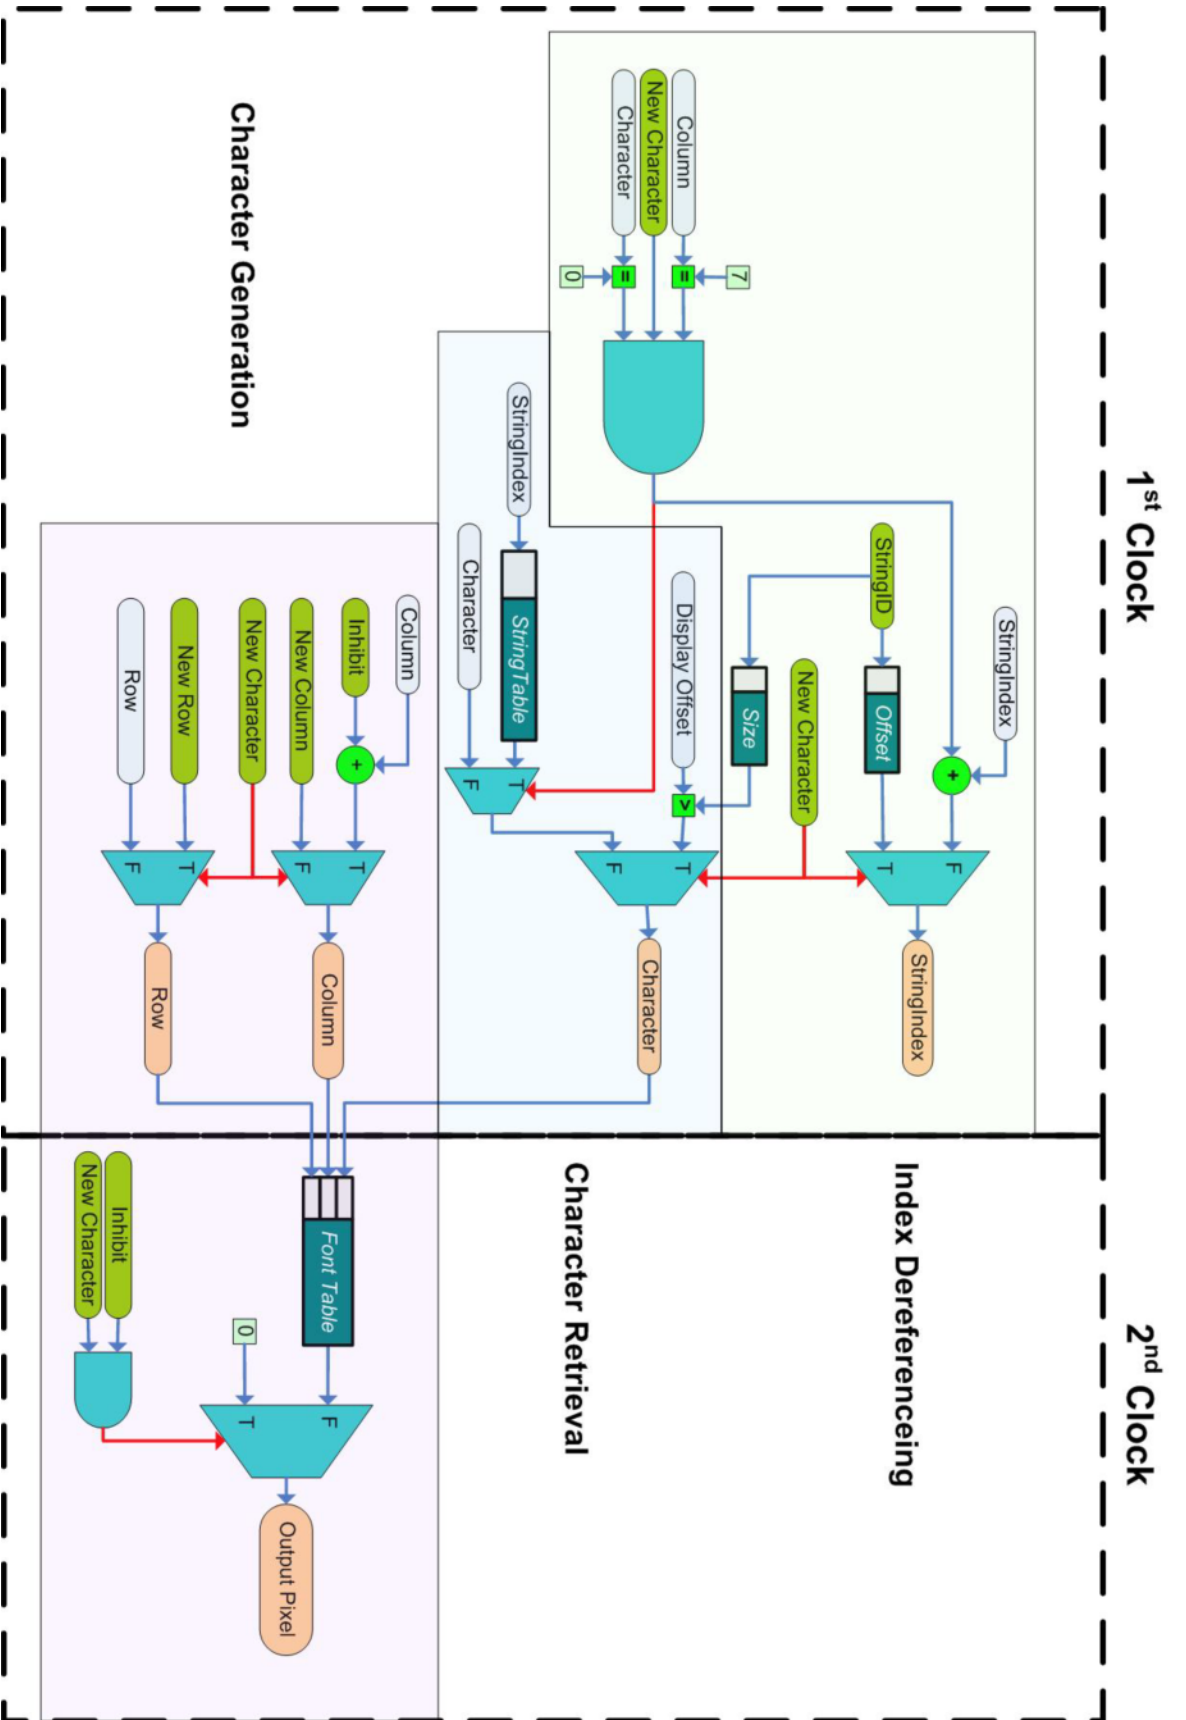 1st Clock
2nd Clock
Index Dereferenceing
StringIndex
+
F
T
StringIndex
StringID
Offset
New Character
Size
7
Column
=
New Character
Character
=
0
Display Offset
>
T
F
Character
Character Retrieval
StringIndex
StringTable
Character
T
F
Character Generation
Column
Inhibit
+
New Column
T
F
Column
New Character
New Row
Row
T
F
Row
Font Table
0
F
T
Output Pixel
Inhibit
New Character